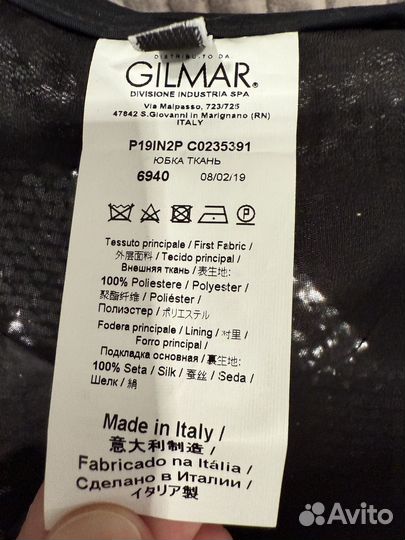 DISTRIBUITO DA
GILMAR®
DIVISIONE INDUSTRIA SPA
Via Malpasso, 723/725
47842 S.Giovanni in Marignano (RN)
ITALY
P19IN2P C0235391
ЮБКА ТКАНЬ
6940 08/02/19
P
Tessuto principale / First Fabric /
外层面料 / Tecido principal /
Внешняя ткань / 表生地:
100% Poliestere / Polyester /
聚酯纤维 / Poliéster /
Полиэстер / ポリエステル
Fodera principale / Lining / 衬里 /
Forro principal /
Подкладка основная / 裏生地:
100% Seta / Silk / 蚕丝 / Seda /
Шелк / 絹
Made in Italy /
意大利制造 /
Fabricado na Itália /
Сделано в Италии /
イタリア製
Avito